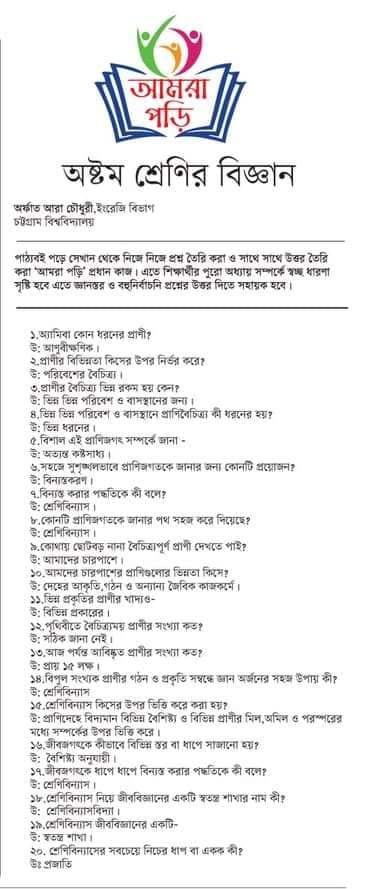 আমরা
পড়ি
অষ্টম শ্রেণির বিজ্ঞান
অর্ফাত আরা চৌধুরী,ইংরেজি বিভাগ
চট্টগ্রাম বিশ্ববিদ্যালয়
পাঠ্যবই পড়ে সেখান থেকে নিজে নিজে প্রশ্ন তৈরি করা ও সাথে সাথে উত্তর তৈরি
করা ‘আমরা পড়ি’ প্রধান কাজ। এতে শিক্ষার্থীর পুরো অধ্যায় সম্পর্কে স্বচ্ছ ধারণা
সৃষ্টি হবে এতে জ্ঞানস্তর ও বহুনির্বাচনি প্রশ্নের উত্তর দিতে সহায়ক হবে।
১.অ্যামিবা কোন ধরনের প্রাণী?
উ: আণুবীক্ষণিক।
২.প্রাণীর বিভিন্নতা কিসের উপর নির্ভর করে?
উ: পরিবেশের বৈচিত্র্য।
৩.প্রাণীর বৈচিত্র্য ভিন্ন রকম হয় কেন?
উ: ভিন্ন ভিন্ন পরিবেশ ও বাসস্থানের জন্য।
৪.ভিন্ন ভিন্ন পরিবেশ ও বাসস্থানে প্রাণিবৈচিত্র্য কী ধরনের হয়?
উ: ভিন্ন ধরনের।
৫.বিশাল এই প্রাণিজগৎ সম্পর্কে জানা -
উ: অত্যন্ত কষ্টসাধ্য।
৬.সহজে সুশৃঙ্খলভাবে প্রাণিজগতকে জানার জন্য কোনটি প্রয়োজন?
উ: বিন্যস্তকরণ।
৭.বিন্যস্ত করার পদ্ধতিকে কী বলে?
উ: শ্রেণিবিন্যাস।
৮.কোনটি প্রাণিজগতকে জানার পথ সহজ করে দিয়েছে?
উ: শ্রেণিবিন্যাস।
৯.কোথায় ছোটবড় নানা বৈচিত্র্যপূর্ণ প্রাণী দেখতে পাই?
উ: আমাদের চারপাশে।
১০.আমদের চারপাশের প্রাণিগুলোর ভিন্নতা কিসে?
উ: দেহের আকৃতি,গঠন ও অন্যান্য জৈবিক কাজকর্মে।
১১.ভিন্ন প্রকৃতির প্রাণীর খাদ্যও-
উ: বিভিন্ন প্রকারের।
১২.পৃথিবীতে বৈচিত্র্যময় প্রাণীর সংখ্যা কত?
উ: সঠিক জানা নেই।
১৩.আজ পর্যন্ত আবিষ্কৃত প্রাণীর সংখ্যা কত?
উ: প্রায় ১৫ লক্ষ।
১৪.বিপুল সংখ্যক প্রাণীর গঠন ও প্রকৃতি সম্বন্ধে জ্ঞান অর্জনের সহজ উপায় কী?
উ: শ্রেণিবিন্যাস
১৫.শ্রেণিবিন্যাস কিসের উপর ভিত্তি করে করা হয়?
উ: প্রাণিদেহে বিদ্যমান বিভিন্ন বৈশিষ্ট্য ও বিভিন্ন প্রাণীর মিল,অমিল ও পরস্পরের
মধ্যে সম্পর্কের উপর ভিত্তি করে।
১৬.জীবজগৎকে কীভাবে বিভিন্ন স্তর বা ধাপে সাজানো হয়?
উ: বৈশিষ্ট্য অনুযায়ী।
১৭.জীবজগৎকে ধাপে ধাপে বিন্যস্ত করার পদ্ধতিকে কী বলে?
উ: শ্রেণিবিন্যাস।
১৮.শ্রেণিবিন্যাস নিয়ে জীববিজ্ঞানের একটি স্বতন্ত্র শাখার নাম কী?
উ: শ্রেণিবিন্যাসবিদ্যা।
১৯.শ্রেণিবিন্যাস জীববিজ্ঞানের একটি-
উ: স্বতন্ত্র শাখা।
২০. শ্রেণিবিন্যাসের সবচেয়ে নিচের ধাপ বা একক কী?
উঃ প্রজাতি